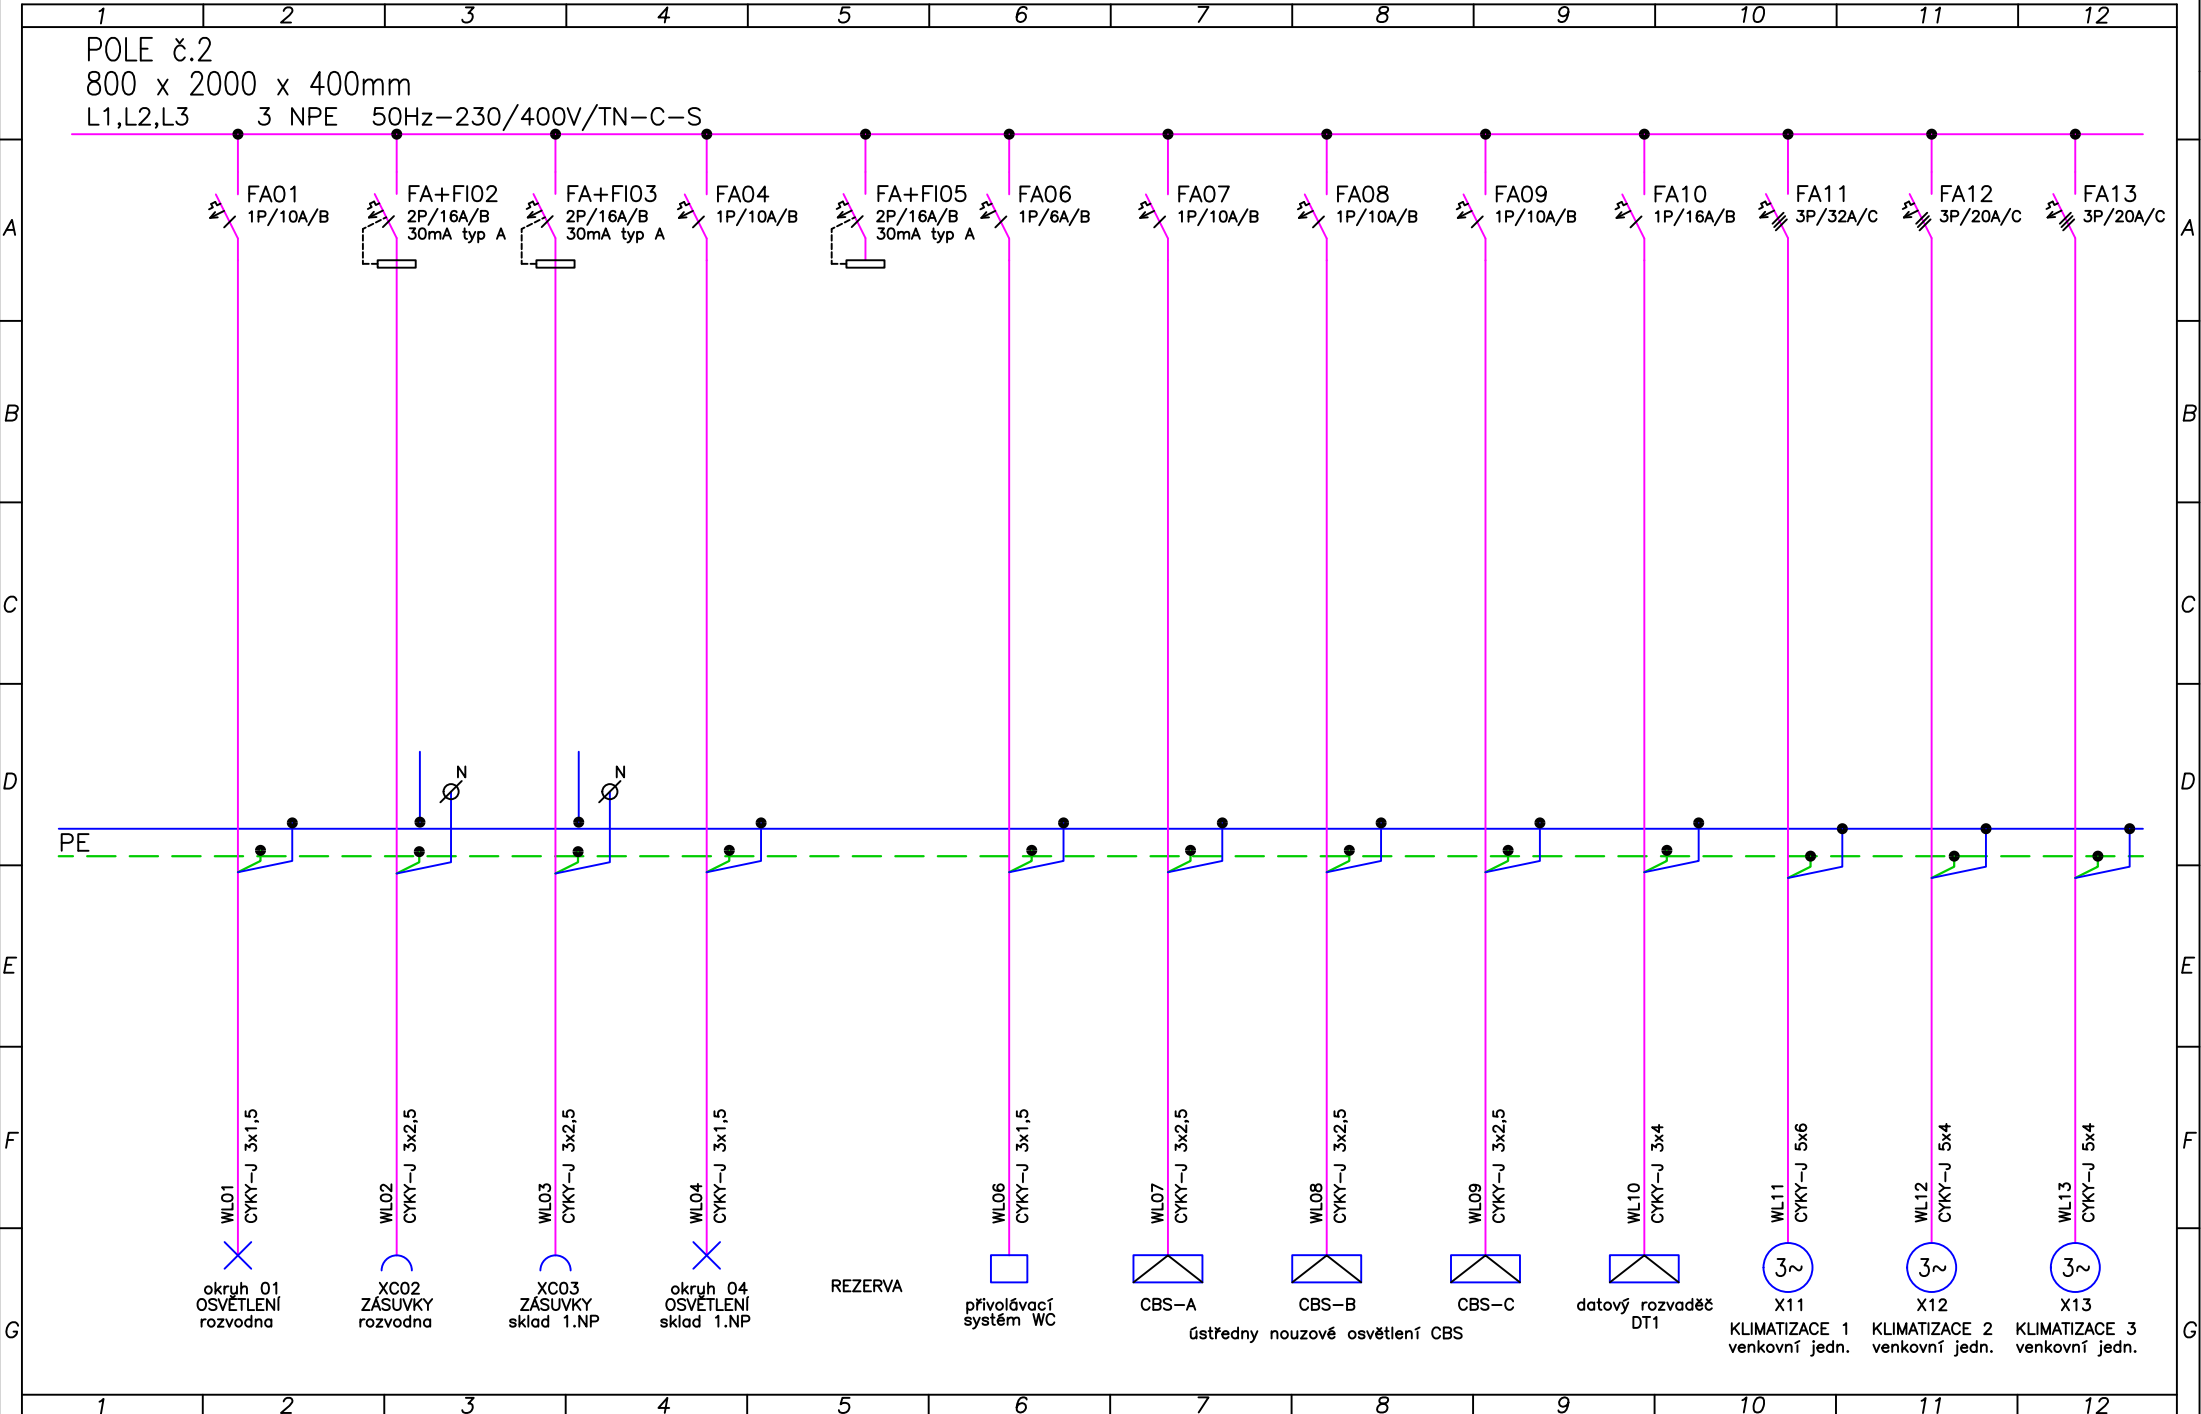 1 2 3 4 5 6 7 8 9 10 11 12
POLE č.2
800 x 2000 x 400mm
L1,L2,L3 3 NPE 50Hz-230/400V/TN-C-S
FA01
1P/10A/B
FA+FI02
2P/16A/B
30mA typ A
FA+FI03
2P/16A/B
30mA typ A
FA04
1P/10A/B
FA+FI05
2P/16A/B
30mA typ A
FA06
1P/6A/B
FA07
1P/10A/B
FA08
1P/10A/B
FA09
1P/10A/B
FA10
1P/16A/B
FA11
3P/32A/C
FA12
3P/20A/C
FA13
3P/20A/C
A A
B B
C C
D D
N
N
PE
E E
F F
WL01
CYKY-J 3x1,5
WL02
CYKY-J 3x2,5
WL03
CYKY-J 3x2,5
WL04
CYKY-J 3x1,5
WL06
CYKY-J 3x1,5
WL07
CYKY-J 3x2,5
WL08
CYKY-J 3x2,5
WL09
CYKY-J 3x2,5
WL10
CYKY-J 3x4
WL11
CYKY-J 5x6
WL12
CYKY-J 5x4
WL13
CYKY-J 5x4
3~
3~
3~
okruh 01
OSVĚTLENÍ
rozvodna
XC02
ZÁSUVKY
rozvodna
XC03
ZÁSUVKY
sklad 1.NP
okruh 04
OSVĚTLENÍ
sklad 1.NP
REZERVA
přivolávací
systém WC
CBS-A
CBS-B
CBS-C
ústředny nouzové osvětlení CBS
datový rozvaděč
DT1
X11
KLIMATIZACE 1
venkovní jedn.
X12
KLIMATIZACE 2
venkovní jedn.
X13
KLIMATIZACE 3
venkovní jedn.
G G
1 2 3 4 5 6 7 8 9 10 11 12